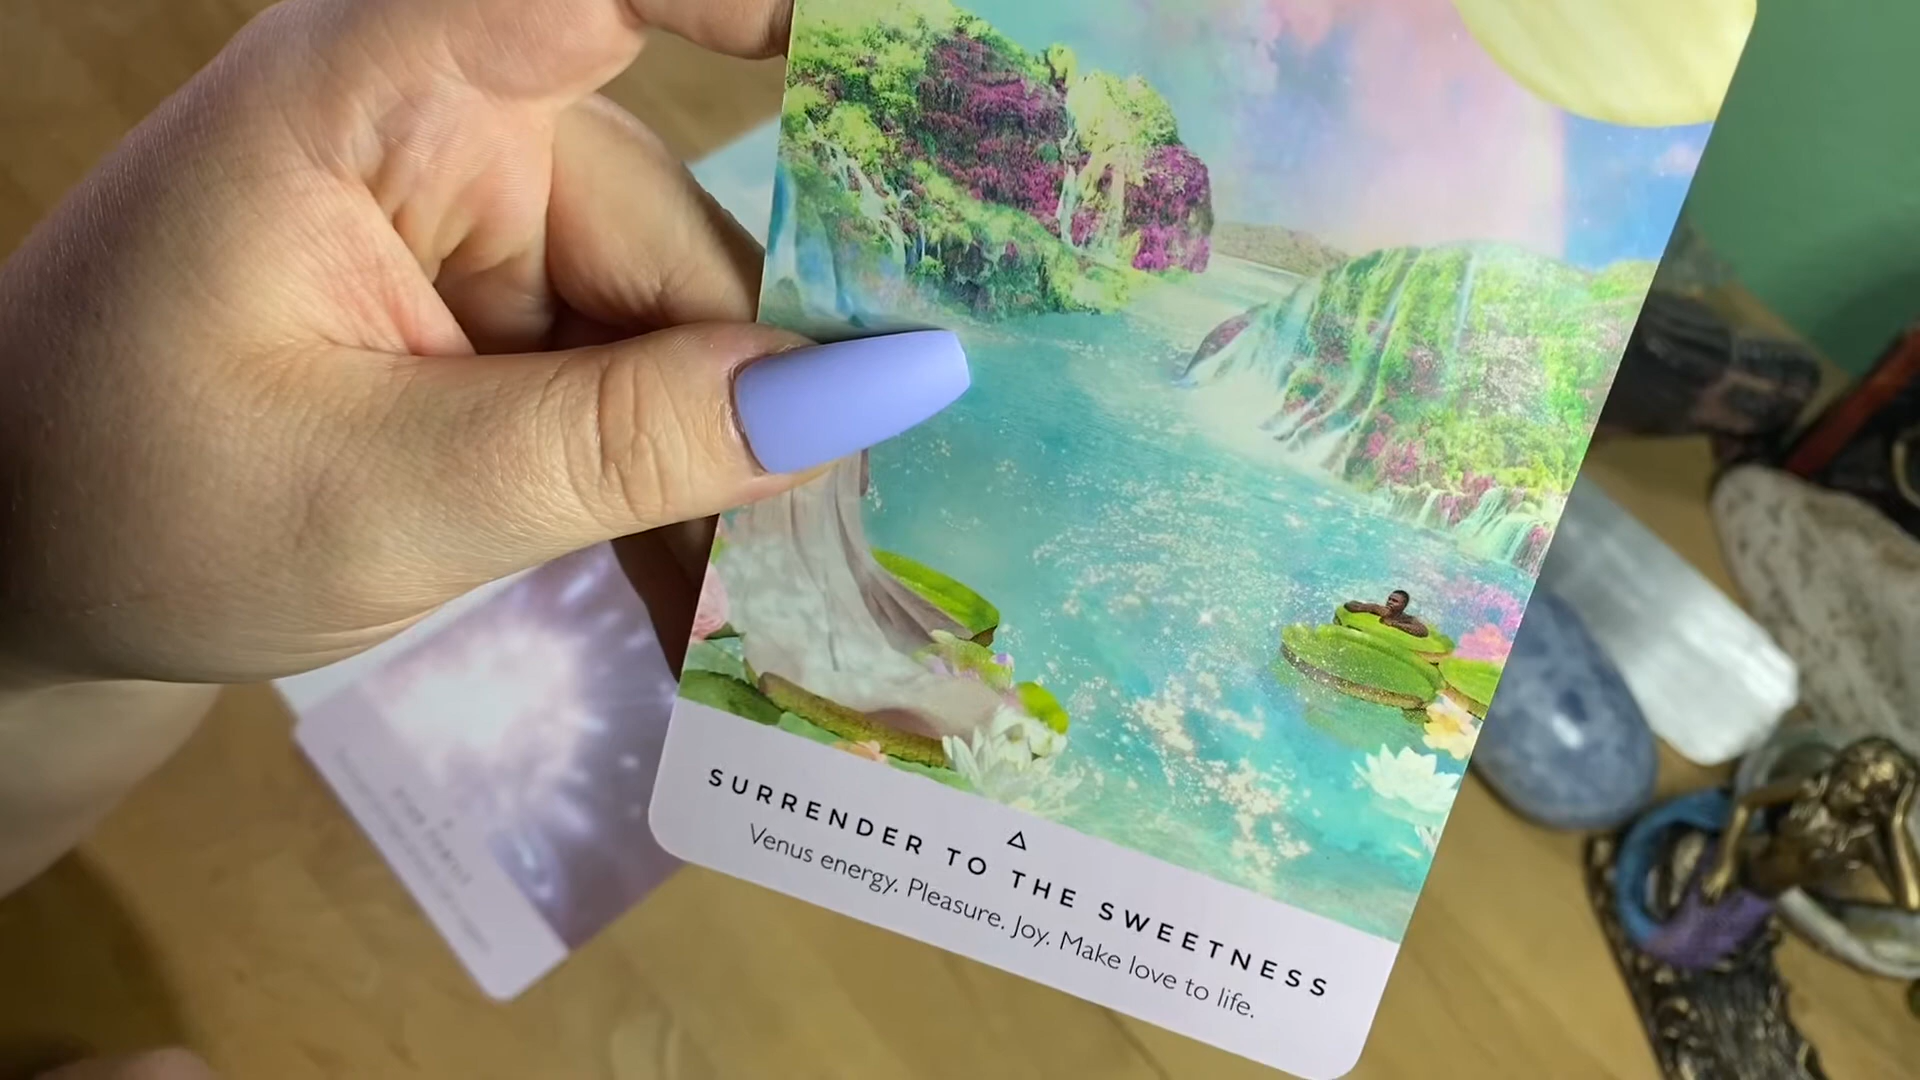 SURRENDER TO THE SWEETNESS
Venus energy. Pleasure. Joy. Make love to life.